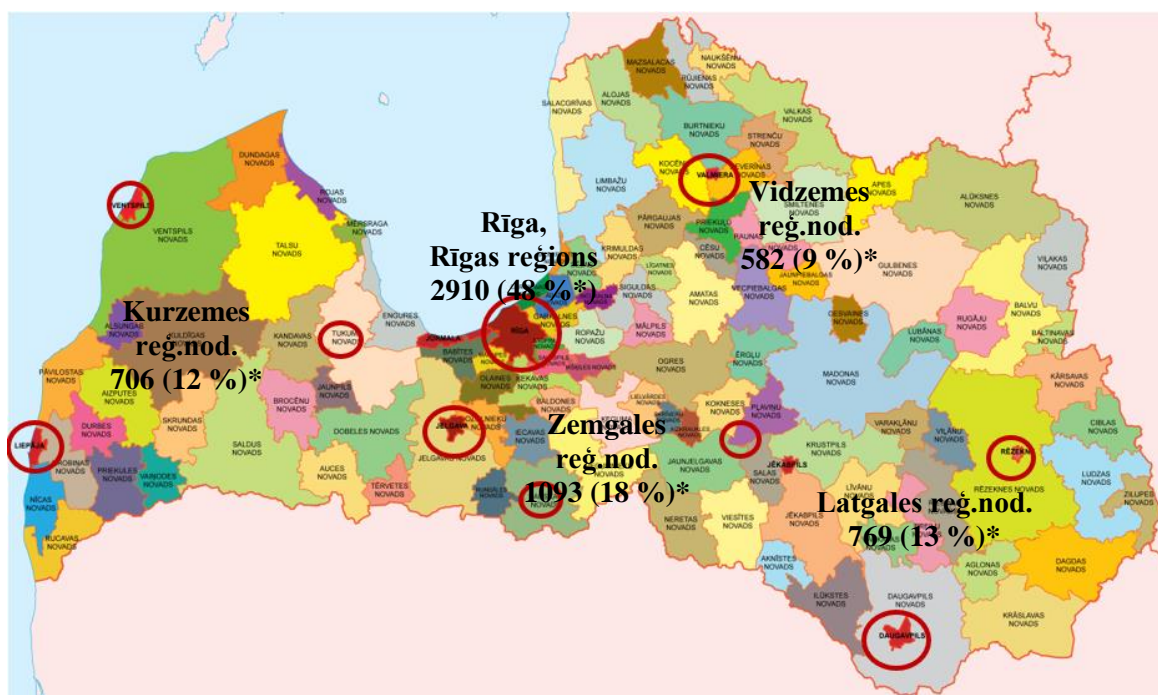 MAZSALACAS
NOVADS
RŪJIENAS
NOVADS
NAUKŠĒNU
NOVADS
ALOJAS
NOVADS
SALACGRĪVAS
NOVADS
VALKAS
NOVADS
BURTNIEKU
NOVADS
STRENČU
NOVADS
DUNDAGAS
NOVADS
ROJAS
NOVADS
KOCĒNU
NOVADS
VALMIERA
LIMBAŽU
NOVADS
APES
NOVADS
ALŪKSNES
NOVADS
VENTSPILS
VENTSPILS
NOVADS
MĒRSRAGA
NOVADS
TALSU
NOVADS
PĀRGAUJAS
NOVADS
SMILTENES
NOVADS
Vidzemes
reģ.nod.
582 (9 %)*
Rīga,
Rīgas reģions
2910 (48 %*)
KRIMULDAS
NOVADS
CĒSU
NOVADS
LĪGATNES
NOVADS
SIGULDAS
NOVADS
AMATAS
NOVADS
VECPIEBALGAS
NOVADS
JAUNPIEBALGAS
NOVADS
GULBENES
NOVADS
VIĻAKAS
NOVADS
BALVU
NOVADS
BALTINAVAS
NOVADS
RUGĀJU
NOVADS
LUBĀNAS
NOVADS
CESVAINES
NOVADS
Kurzemes
reģ.nod.
706 (12 %)*
ALSUNGAS
NOVADS
KULDĪGAS
NOVADS
KANDAVAS
NOVADS
ENGURES
NOVADS
JŪRMALA
RĪGA
ROPAŽU
NOVADS
MĀLPILS
NOVADS
BABĪTES
NOVADS
OLAINES
NOVADS
ĶEKAVAS
NOVADS
OGRES
NOVADS
ĒRGĻU
NOVADS
MADONAS
NOVADS
KĀRSAVAS
NOVADS
PĀVILOSTAS
NOVADS
AIZPUTES
NOVADS
SKRUNDAS
NOVADS
BROCĒNU
NOVADS
JAUNPILS
NOVADS
DOBELES NOVADS
SALDUS
NOVADS
AUCES
NOVADS
TĒRVETES
NOVADS
JELGAVA
JELGAVAS NOVADS
BALDONES
NOVADS
IECAVAS
NOVADS
KOKNESES
NOVADS
PĻAVIŅU
NOVADS
Zemgales
reģ.nod.
1093 (18 %)*
JAUNJELGAVAS
NOVADS
JĒKABPILS
SALAS
NOVADS
KRUSTPILS
NOVADS
VARAKĻĀNU
NOVADS
VIĻĀNU
NOVADS
RĒZEKNES NOVADS
CIBLAS
NOVADS
LUDZAS
NOVADS
ZILUPES
NOVADS
LIEPĀJA
DURBES
NOVADS
PRIEKULES
NOVADS
VAIŅODES
NOVADS
NĪCAS
NOVADS
RUCAVAS
NOVADS
NERETAS
NOVADS
VIESĪTES
NOVADS
JĒKABPILS
NOVADS
LĪVĀNU
NOVADS
Latgales reģ.nod.
769 (13 %)*
AKNĪSTES
NOVADS
ILŪKSTES
NOVADS
AGLONAS
NOVADS
DAGDAS
NOVADS
DAUGAVPILS
NOVADS
DAUGAVPILS
KRĀSLAVAS
NOVADS